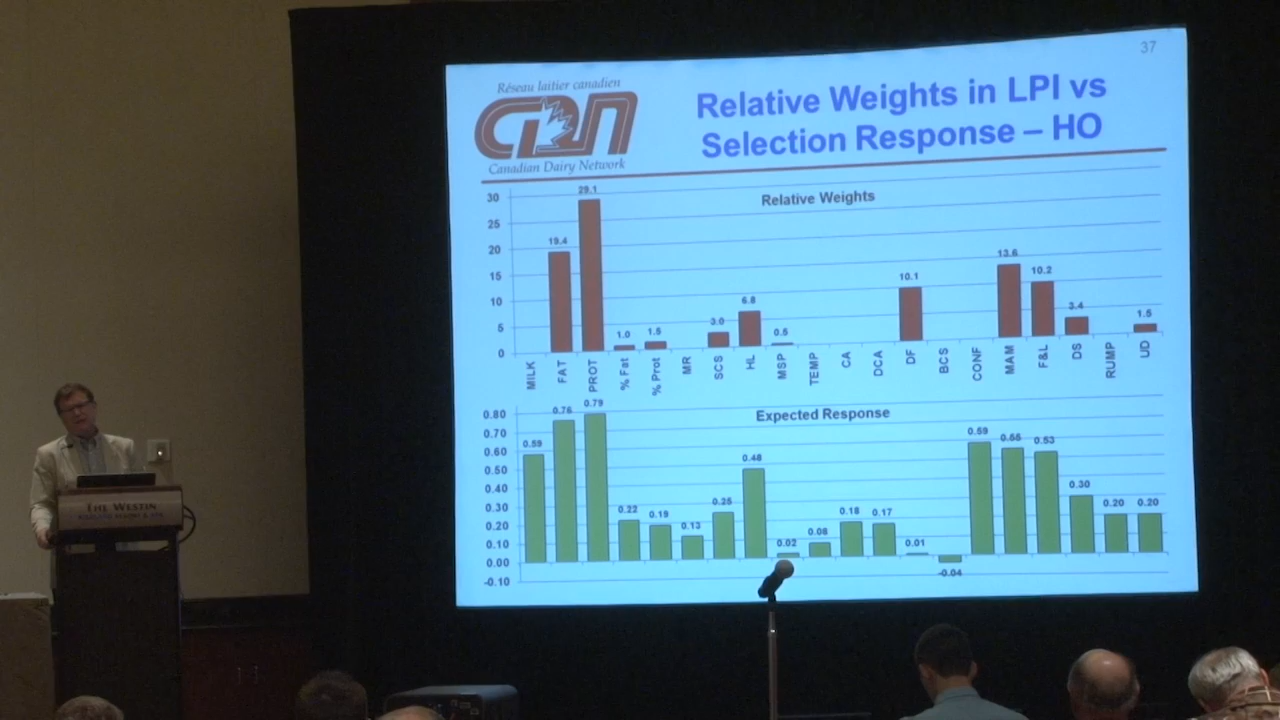 37
Réseau laitier canadien
CDN
Canadian Dairy Network
Relative Weights in LPI vs
Selection Response – HO
Relative Weights
30
25
20
15
10
5
0
19.4
29.1
1.0
1.5
3.0
6.8
0.5
10.1
13.6
10.2
3.4
1.5
MILK
FAT
PROT
% Fat
% Prot
MR
SCS
HL
MSP
TEMP
CA
DCA
DF
BCS
CONF
MAM
F&L
DS
RUMP
UD
Expected Response
0.80
0.70
0.60
0.50
0.40
0.30
0.20
0.10
0.00
-0.10
0.59
0.76
0.79
0.22
0.19
0.13
0.25
0.48
0.02
0.08
0.18
0.17
0.01
-0.04
0.59
0.53
0.30
0.20
0.20
THE WESTIN